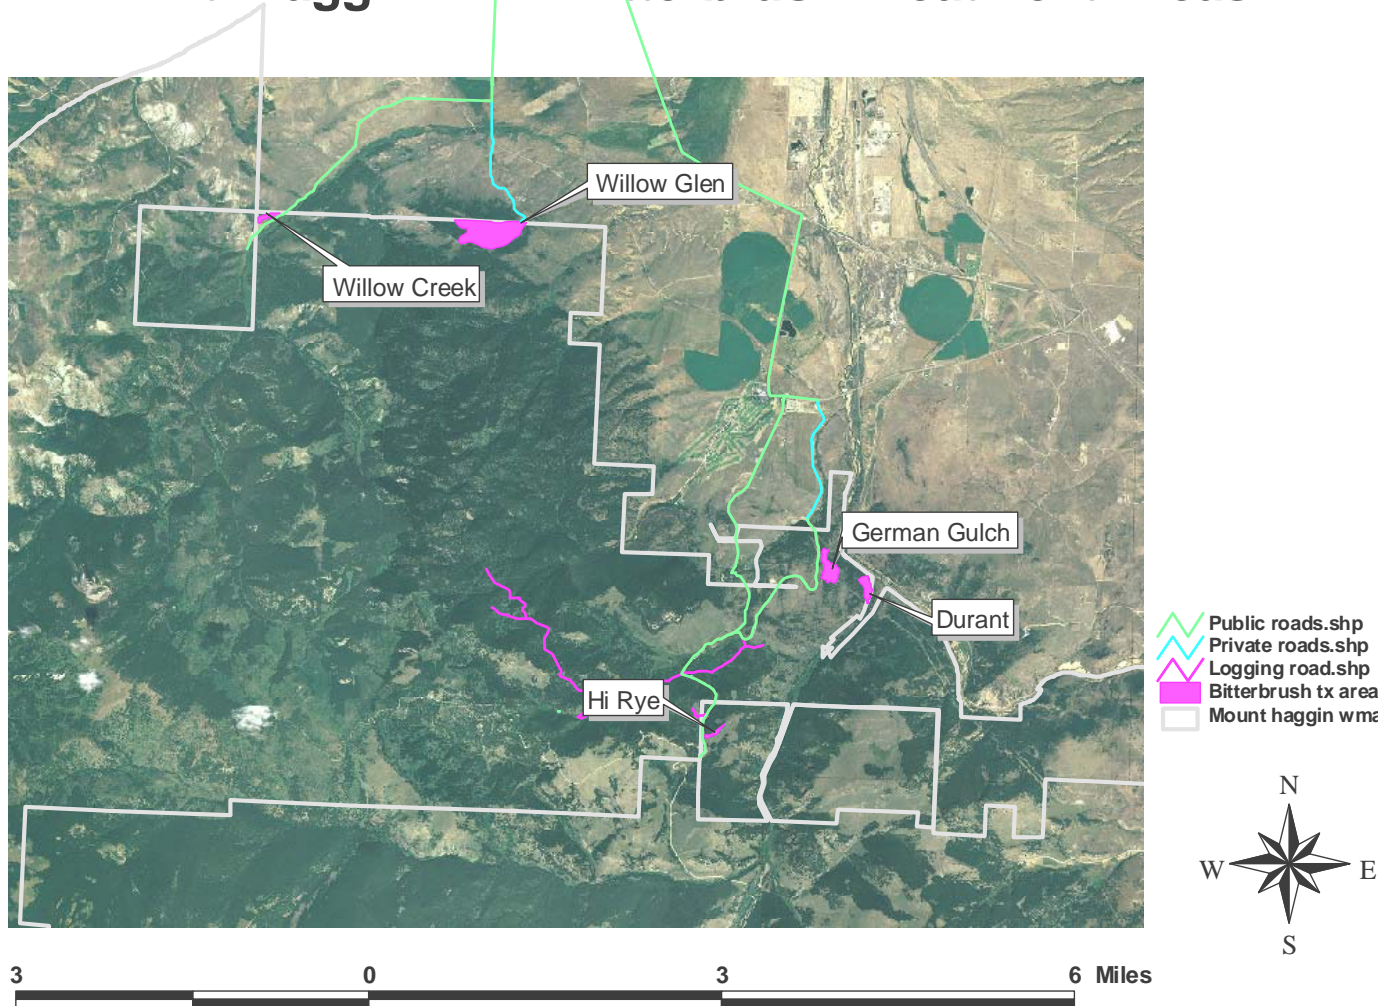 Willow Glen
Willow Creek
German Gulch
Durant
Hi Rye
Public roads.shp
Private roads.shp
Logging road.shp
Bitterbrush tx area
Mount haggin wma
N
W E
S
3 0 3 6 Miles